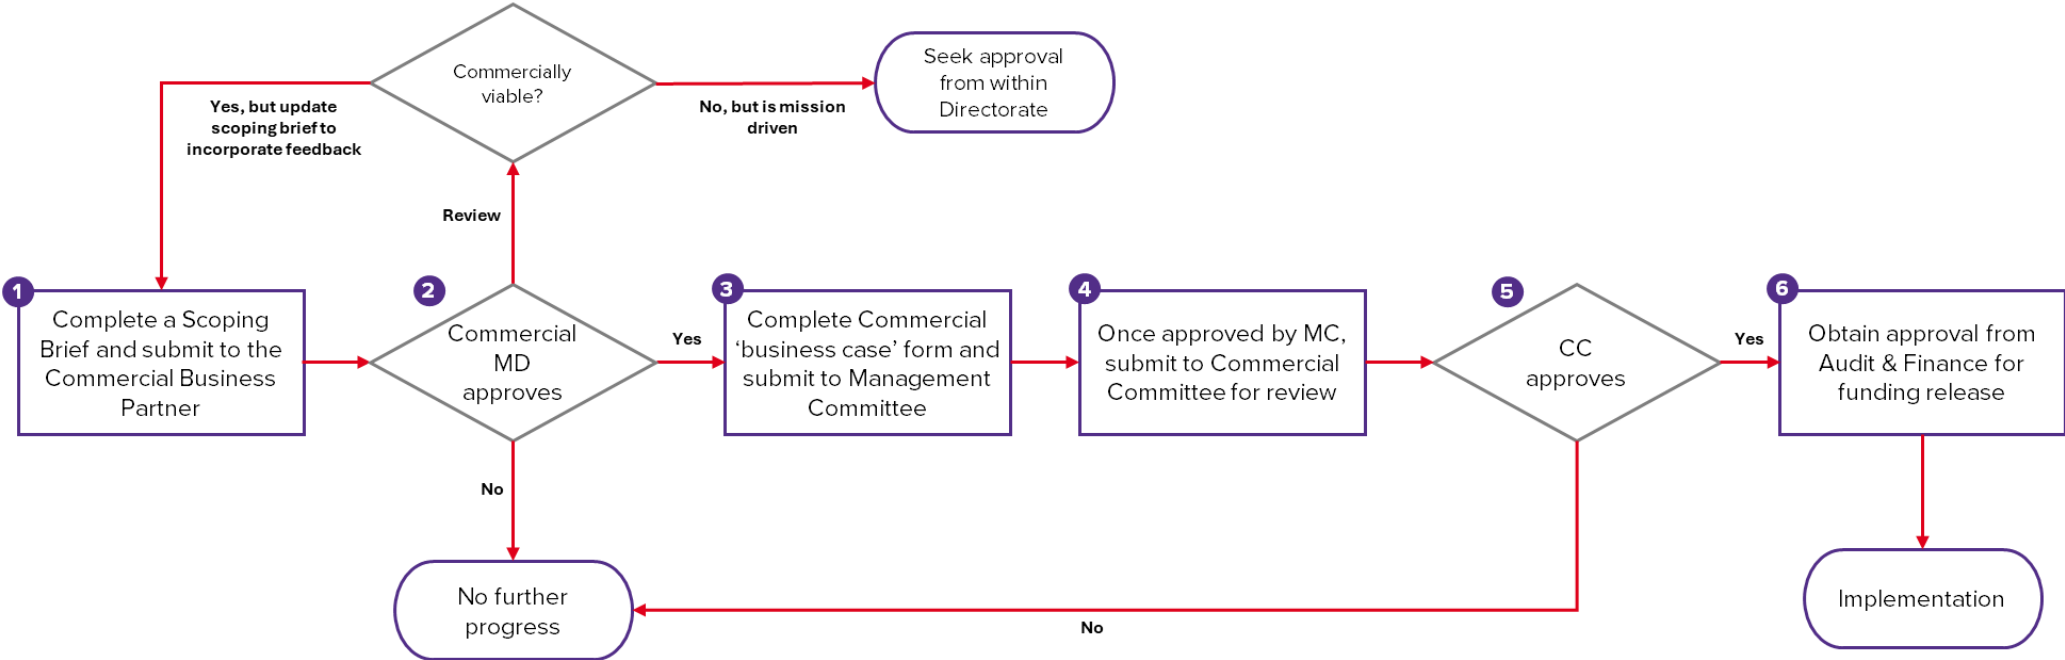 Commercially
viable?
Seek approval
from within
Directorate
Yes, but update
scoping brief to
incorporate feedback
No, but is mission
driven
Review
1
Complete a Scoping
Brief and submit to the
Commercial Business
Partner
2
Commercial
MD
approves
Yes
3
Complete Commercial
‘business case’ form and
submit to Management
Committee
4
Once approved by MC,
submit to Commercial
Committee for review
5
CC
approves
Yes
6
Obtain approval from
Audit & Finance for
funding release
No
No further
progress
No
Implementation